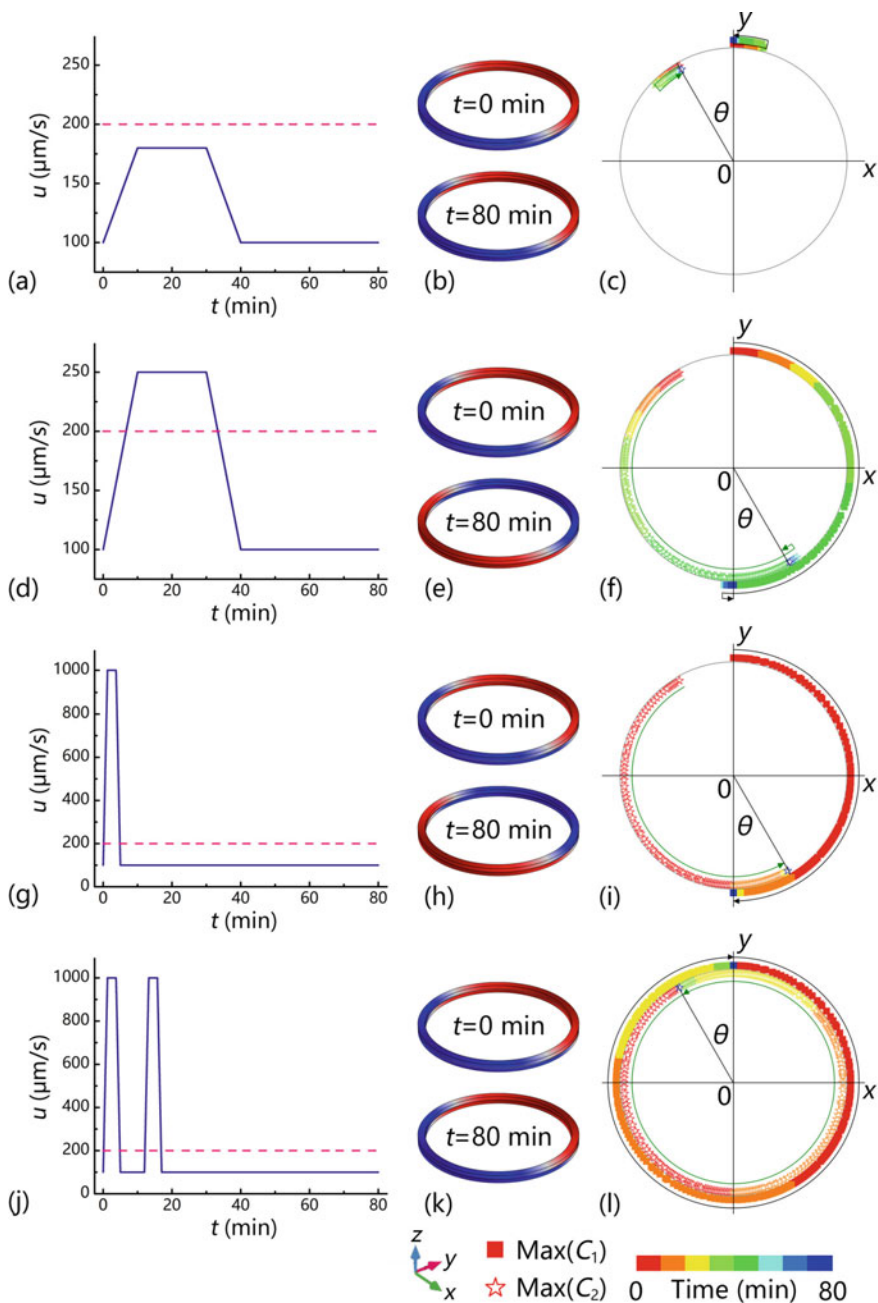 250
200
150
100
u (μm/s)
0 20 40 60 80
t (min)
(a)
t=0 min
t=80 min
(b)
y
θ
0
x
(c)
250
200
150
100
u (μm/s)
0 20 40 60 80
t (min)
(d)
t=0 min
t=80 min
(e)
y
x
0
θ
(f)
1000
800
600
400
200
0
u (μm/s)
0 20 40 60 80
t (min)
(g)
t=0 min
t=80 min
(h)
y
x
0
θ
(i)
1000
800
600
400
200
0
u (μm/s)
0 20 40 60 80
t (min)
(j)
t=0 min
t=80 min
(k)
y
θ
0
x
(l)
z
y
x
Max(C₁)
Max(C₂)
0 Time (min) 80